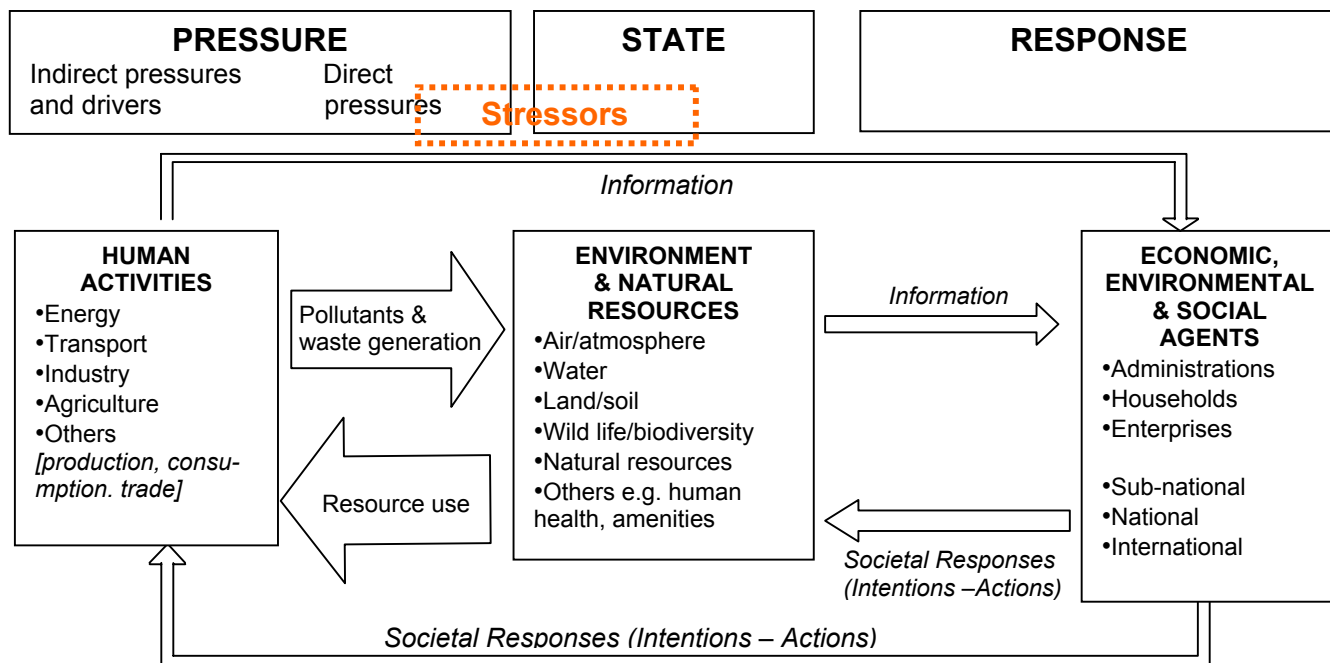 PRESSURE
Indirect pressures
and drivers
Direct
pressures
STATE
RESPONSE
Stressors
Information
HUMAN
ACTIVITIES
•Energy
•Transport
•Industry
•Agriculture
•Others
[production, consu-
mption. trade]
Pollutants &
waste generation
Resource use
ENVIRONMENT
& NATURAL
RESOURCES
•Air/atmosphere
•Water
•Land/soil
•Wild life/biodiversity
•Natural resources
•Others e.g. human
health, amenities
Information
Societal Responses
(Intentions –Actions)
ECONOMIC,
ENVIRONMENTAL
& SOCIAL
AGENTS
•Administrations
•Households
•Enterprises
•Sub-national
•National
•International
Societal Responses (Intentions – Actions)